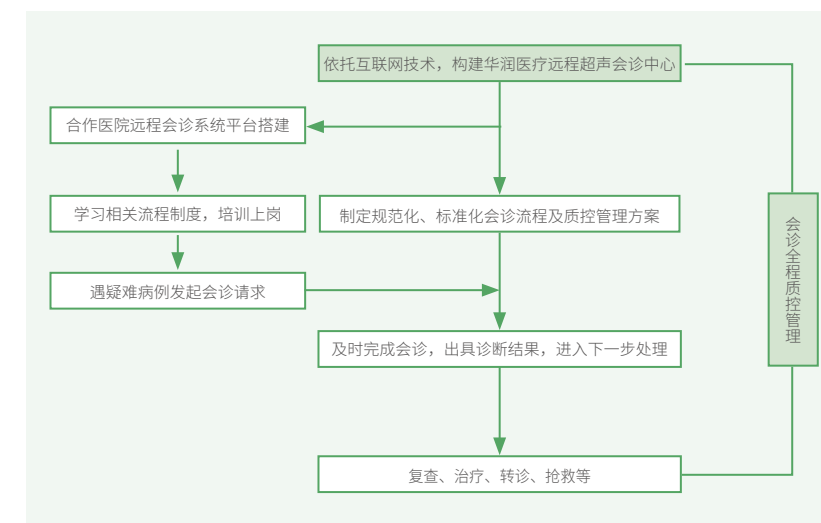 依托互联网技术，构建华润医疗远程超声会诊中心
合作医院远程会诊系统平台搭建
学习相关流程制度，培训上岗
制定规范化、标准化会诊流程及质控管理方案
会诊全程质控管理
遇疑难病例发起会诊请求
及时完成会诊，出具诊断结果，进入下一步处理
复查、治疗、转诊、抢救等